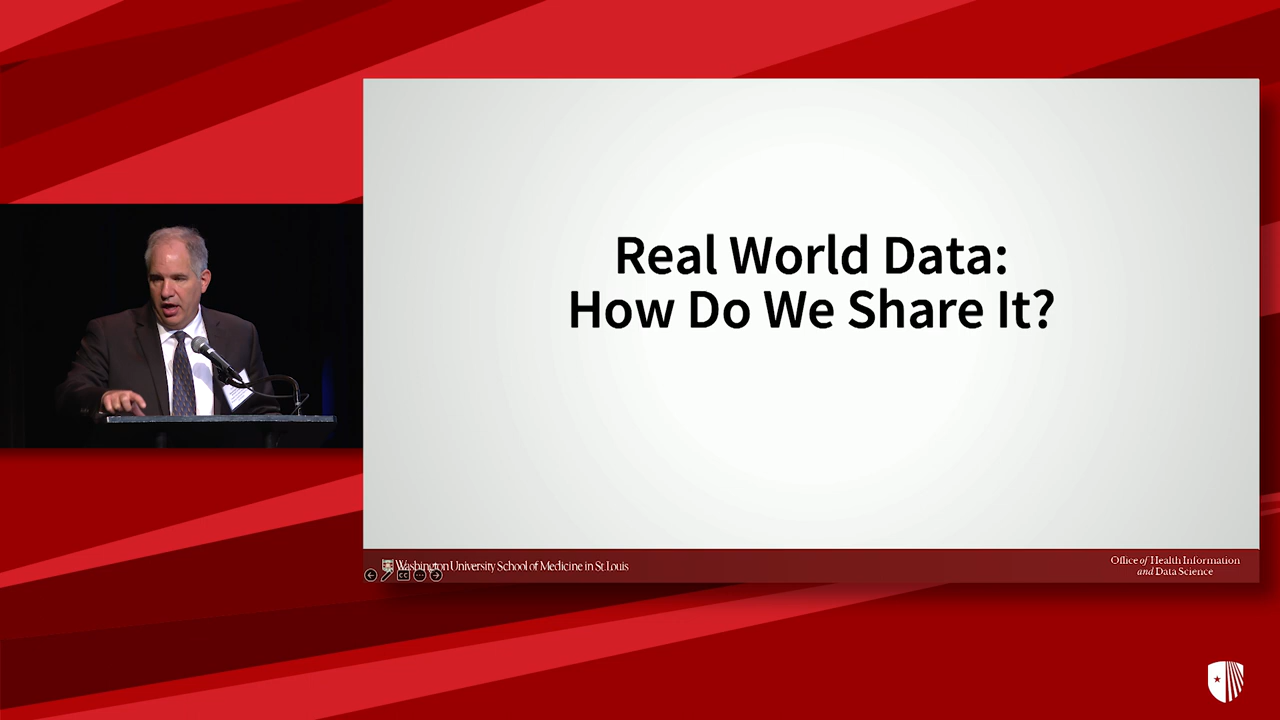 Real World Data:
How Do We Share It?
Washington University School of Medicine in St. Louis
Office of Health Information
and Data Science